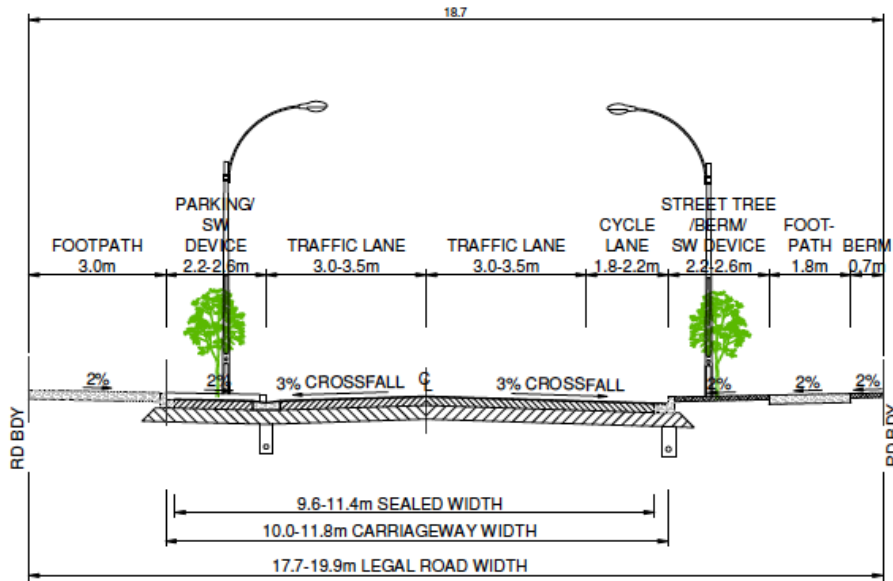 18.7
FOOTPATH
3.0m
PARKING/
SW
DEVICE
2.2-2.6m
TRAFFIC LANE
3.0-3.5m
TRAFFIC LANE
3.0-3.5m
CYCLE
LANE
1.8-2.2m
STREET TREE
/BERM/
SW DEVICE
2.2-2.6m
FOOT-
PATH
1.8m
BERM
0.7m
2%
2%
3% CROSSFALL
CL
3% CROSSFALL
2%
2%
2%
RD BDY
RD BDY
9.6-11.4m SEALED WIDTH
10.0-11.8m CARRIAGEWAY WIDTH
17.7-19.9m LEGAL ROAD WIDTH